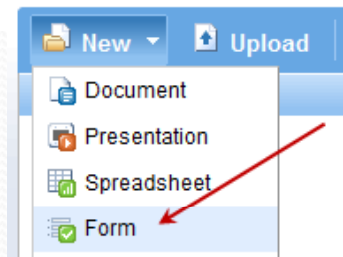 New Upload
Document
Presentation
Spreadsheet
Form